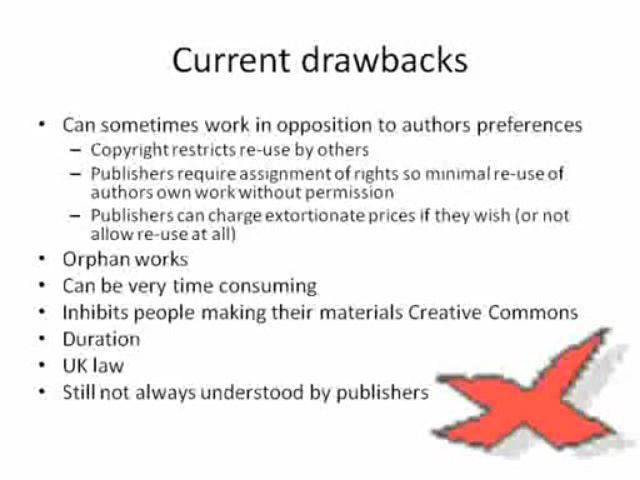 Current drawbacks
• Can sometimes work in opposition to authors preferences
– Copyright restricts re-use by others
– Publishers require assignment of rights so minimal re-use of
authors own work without permission
– Publishers can charge extortionate prices if they wish (or not
allow re-use at all)
• Orphan works
• Can be very time consuming
• Inhibits people making their materials Creative Commons
• Duration
• UK law
• Still not always understood by publishers